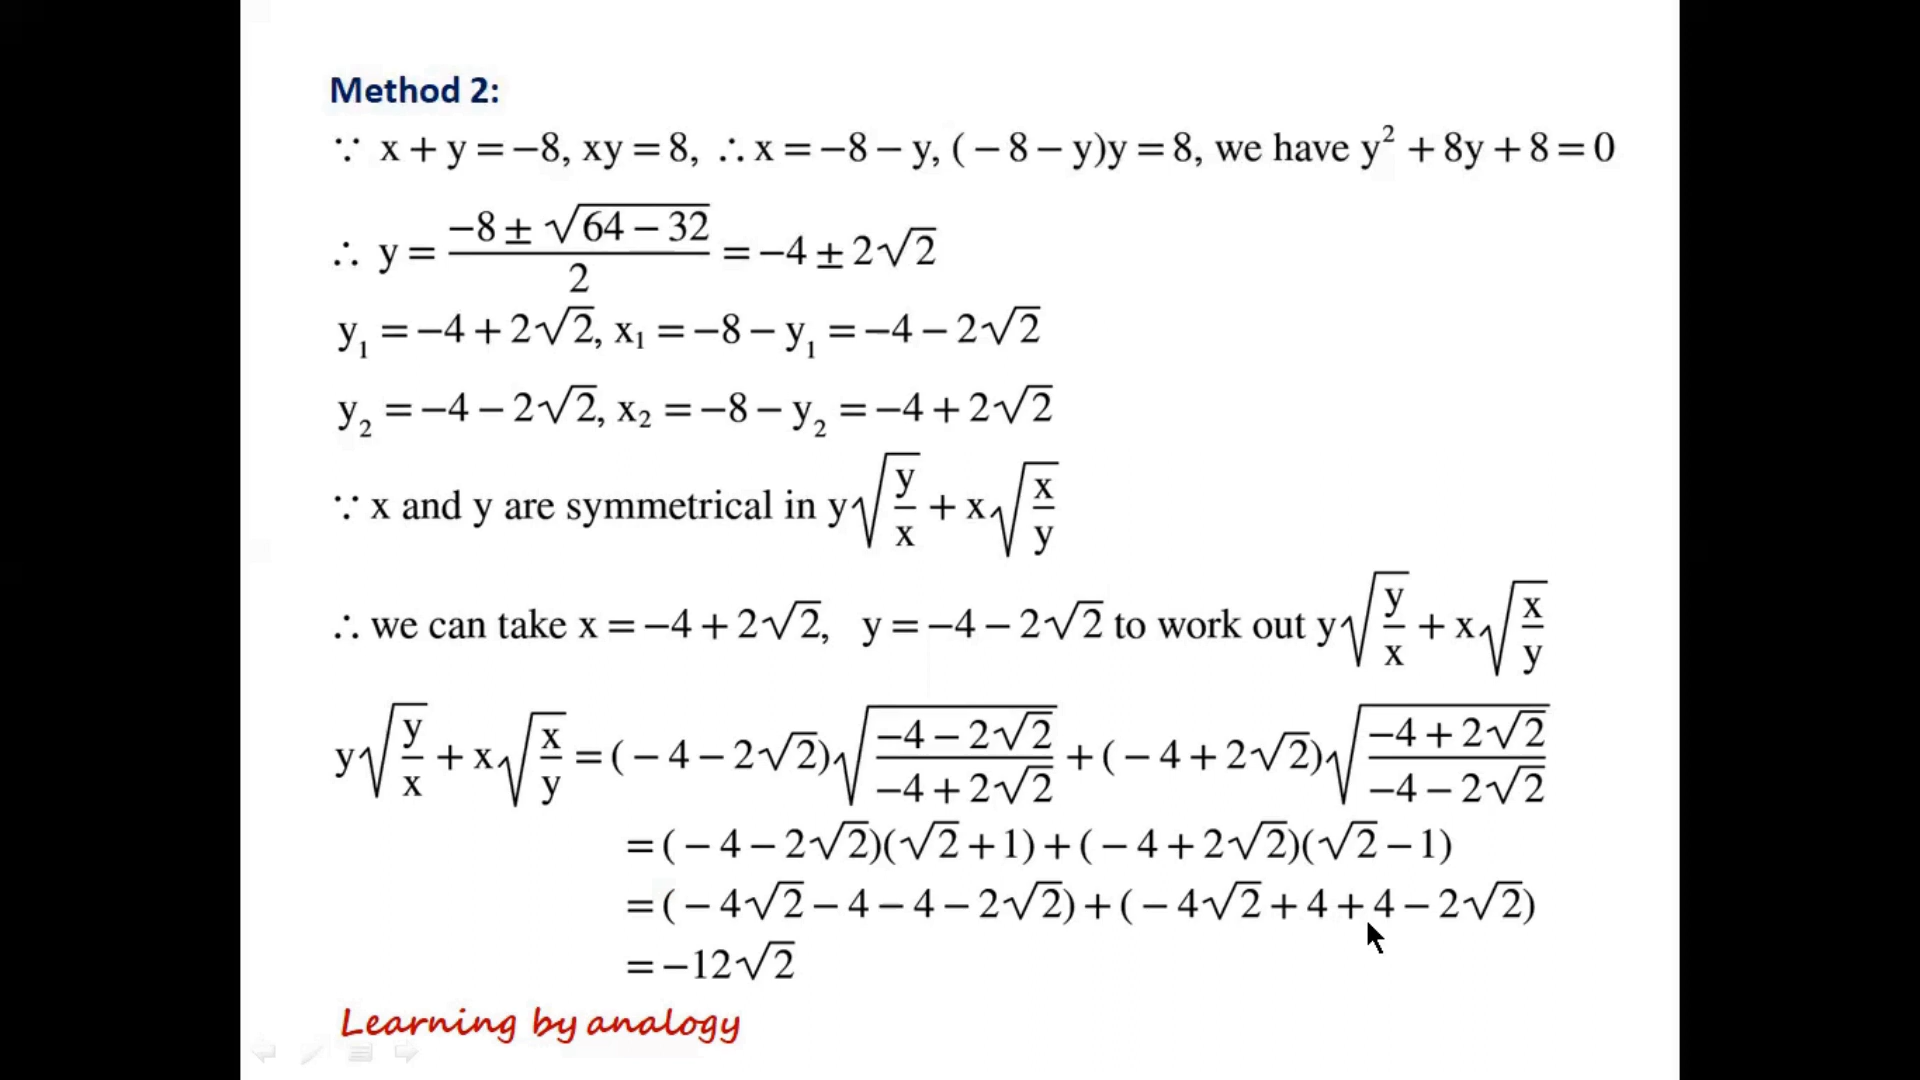 Method 2:
∵ x + y = −8, xy = 8, ∴ x = −8 − y, (−8 − y)y = 8, we have y² + 8y + 8 = 0
∴ y = (−8 ± √(64 − 32))/2 = −4 ± 2√2
y₁ = −4 + 2√2, x₁ = −8 − y₁ = −4 − 2√2
y₂ = −4 − 2√2, x₂ = −8 − y₂ = −4 + 2√2
∵ x and y are symmetrical in y√(y/x) + x√(x/y)
∴ we can take x = −4 + 2√2, y = −4 − 2√2 to work out y√(y/x) + x√(x/y)
y√(y/x) + x√(x/y) = (−4 − 2√2)√((−4 − 2√2)/(−4 + 2√2)) + (−4 + 2√2)√((−4 + 2√2)/(−4 − 2√2))
= (−4 − 2√2)(√2 + 1) + (−4 + 2√2)(√2 − 1)
= (−4√2 − 4 − 4 − 2√2) + (−4√2 + 4 + 4 − 2√2)
= −12√2
Learning by analogy